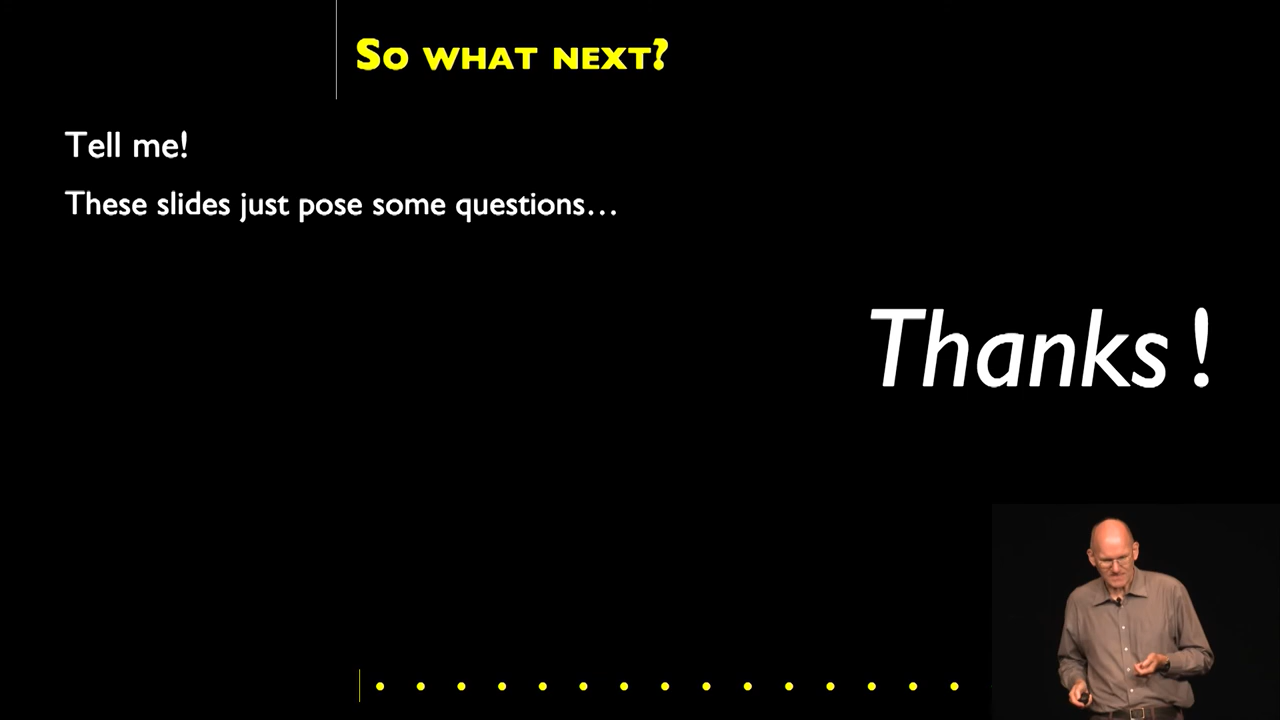 So what next?
Tell me!
These slides just pose some questions…
Thanks !